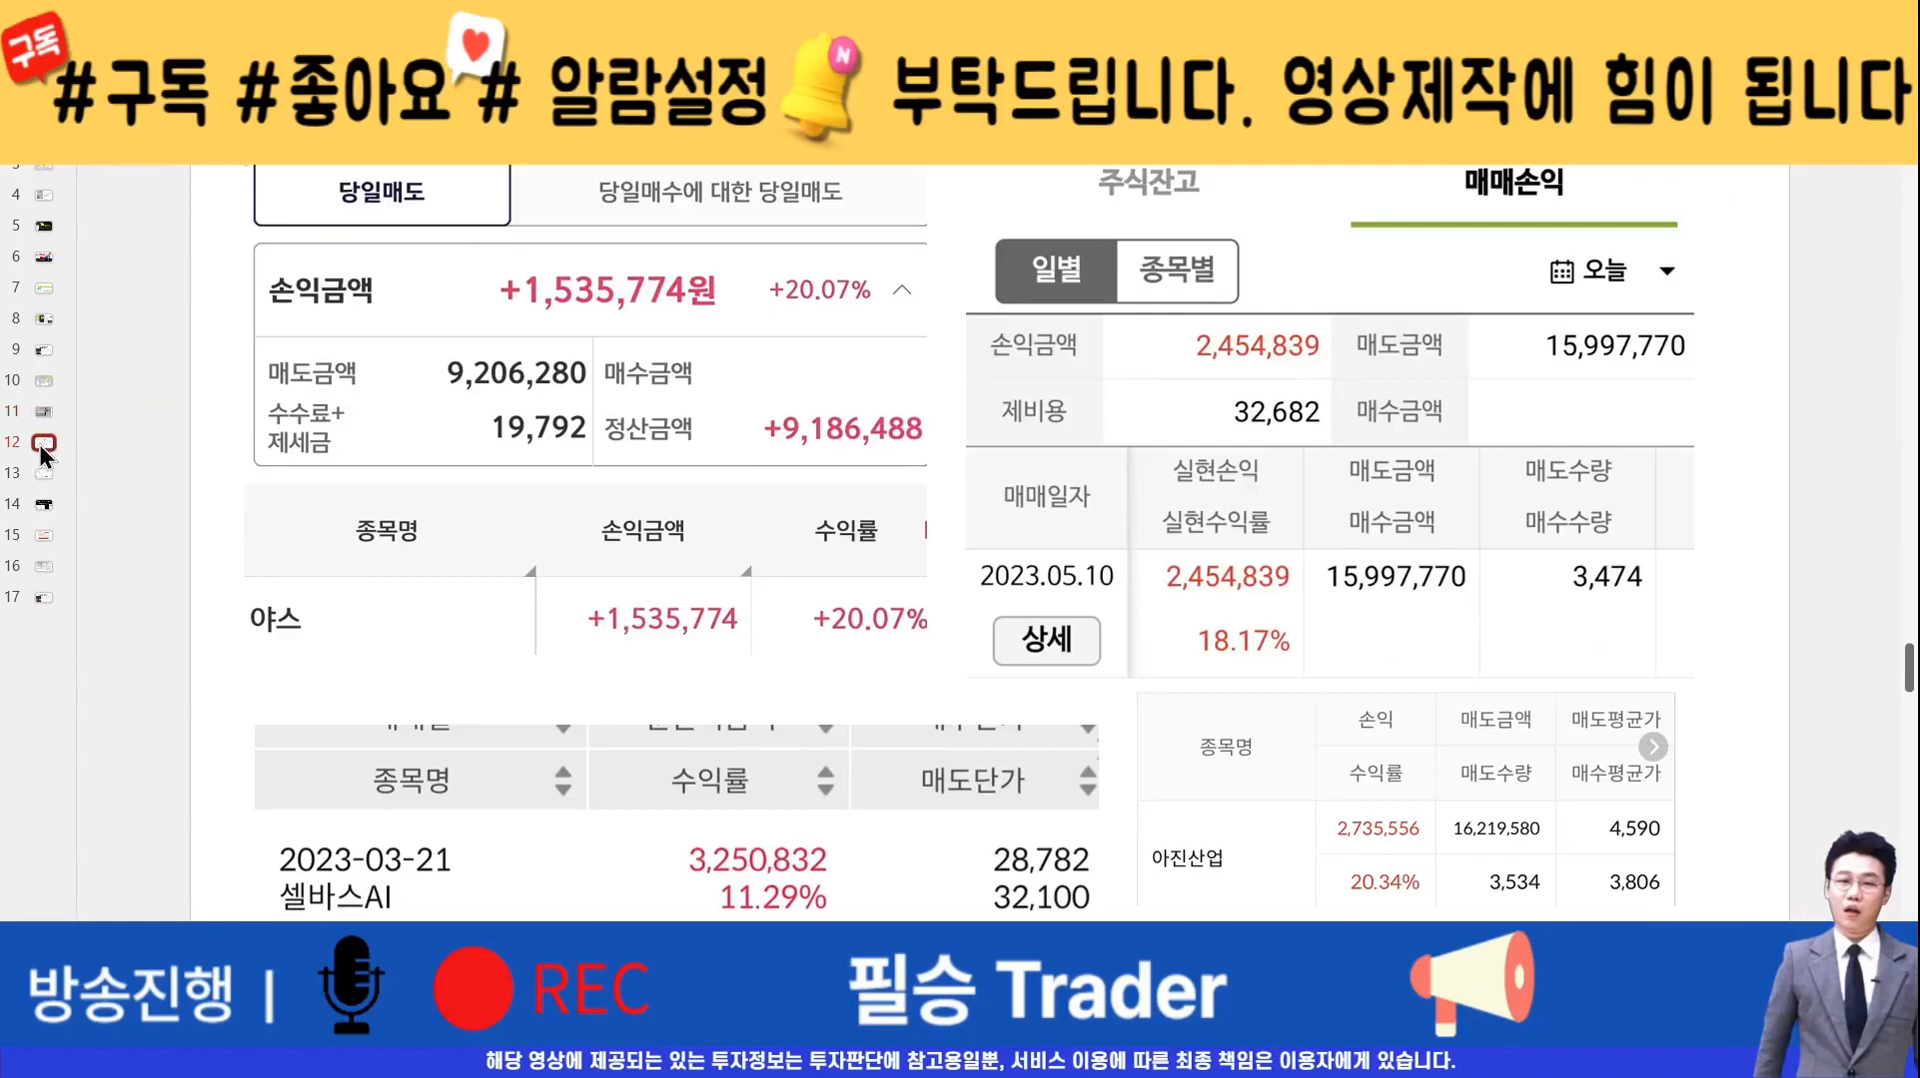 구독
#구독 #좋아요 # 알람설정 N 부탁드립니다. 영상제작에 힘이 됩니다
4
5
6
7
8
9
10
11
12
13
14
15
16
17
당일매도 당일매수에 대한 당일매도
손익금액 +1,535,774원 +20.07%
매도금액 9,206,280 매수금액
수수료+
제세금 19,792 정산금액 +9,186,488
종목명 손익금액 수익률
야스 +1,535,774 +20.07%
주식잔고 매매손익
일별 종목별 오늘
손익금액 2,454,839 매도금액 15,997,770
제비용 32,682 매수금액
매매일자 실현손익 매도금액 매도수량
실현수익률 매수금액 매수수량
2023.05.10 2,454,839 15,997,770 3,474
상세 18.17%
종목명 수익률 매도단가
2023-03-21 3,250,832 28,782
셀바스AI 11.29% 32,100
종목명 손익 매도금액 매도평균가
수익률 매도수량 매수평균가
아진산업 2,735,556 16,219,580 4,590
20.34% 3,534 3,806
방송진행 | REC 필승 Trader
해당 영상에 제공되는 있는 투자정보는 투자판단에 참고용일뿐, 서비스 이용에 따른 최종 책임은 이용자에게 있습니다.